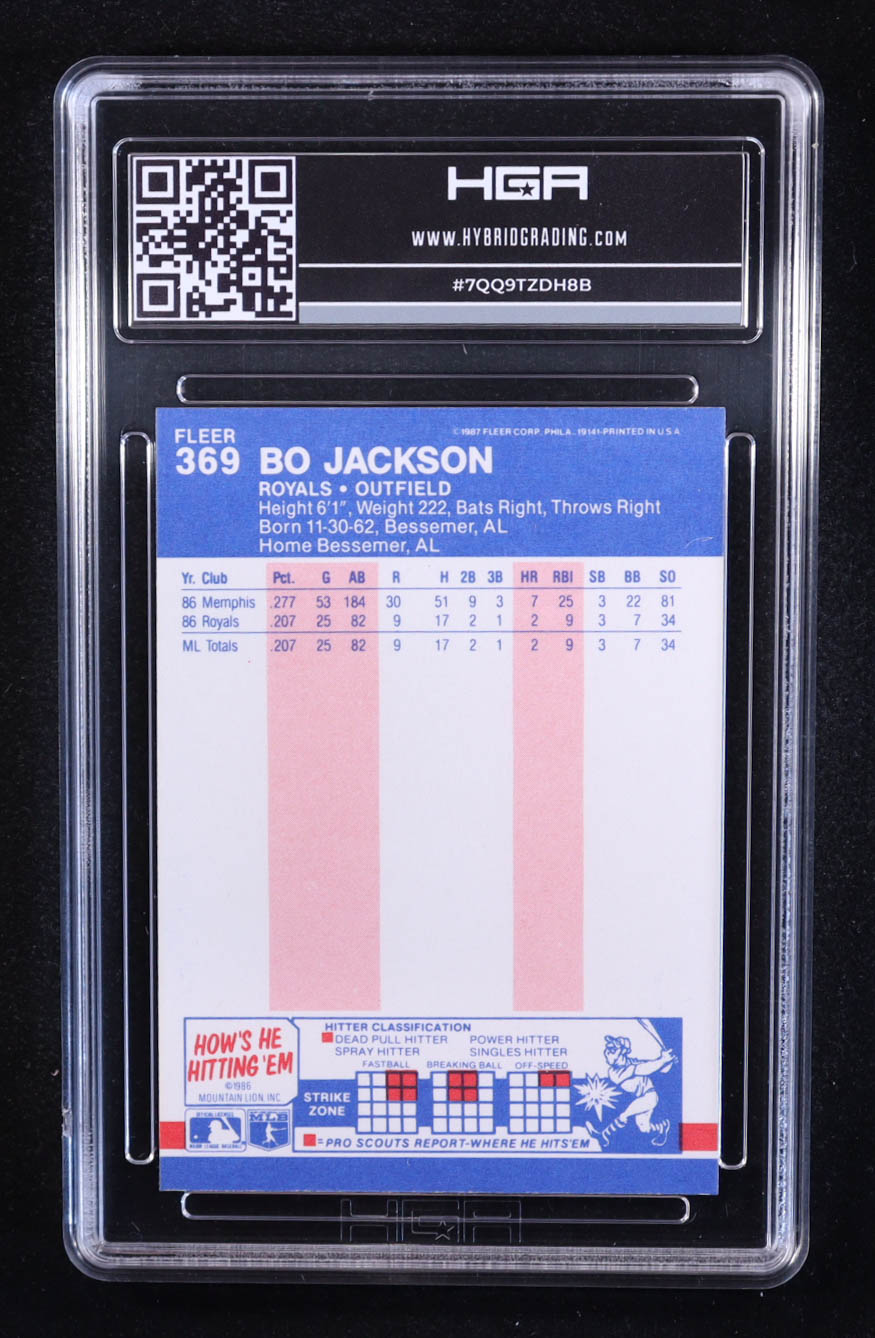 HGA
WWW.HYBRIDGRADING.COM
#7QQ9TZDH8B
FLEER
©1987 FLEER CORP. PHILA. 19141-PRINTED IN U S A
369 BO JACKSON
ROYALS • OUTFIELD
Height 6'1", Weight 222, Bats Right, Throws Right
Born 11-30-62, Bessemer, AL
Home Bessemer, AL
Yr. Club Pct. G AB R H 2B 3B HR RBI SB BB SO
86 Memphis .277 53 184 30 51 9 3 7 25 3 22 81
86 Royals .207 25 82 9 17 2 1 2 9 3 7 34
ML Totals .207 25 82 9 17 2 1 2 9 3 7 34
HOW'S HE
HITTING 'EM
©1986
MOUNTAIN LION, INC.
HITTER CLASSIFICATION
DEAD PULL HITTER POWER HITTER
SPRAY HITTER SINGLES HITTER
FASTBALL BREAKING BALL OFF-SPEED
STRIKE
ZONE
OFFICIAL LICENSEE
MAJOR LEAGUE BASEBALL
MLB
=PRO SCOUTS REPORT-WHERE HE HITS'EM
HGA